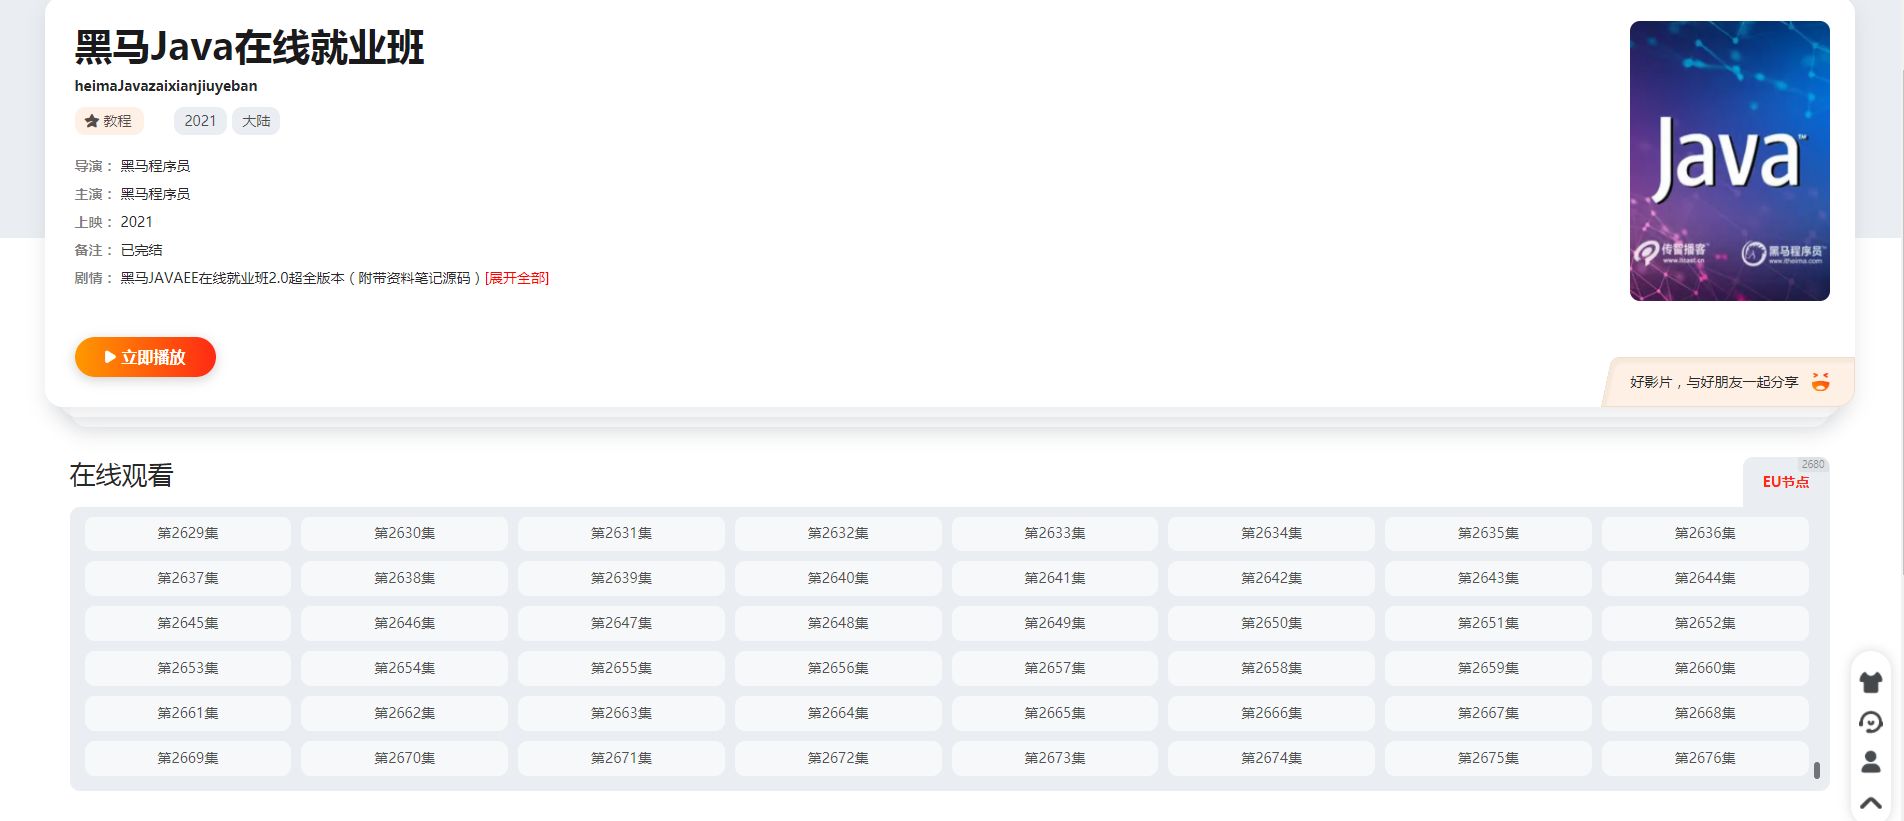 黑马Java在线就业班
heimaJavazaixianjiuyeban
教程 2021 大陆
导演： 黑马程序员
主演： 黑马程序员
上映： 2021
备注： 已完结
剧情： 黑马JAVAEE在线就业班2.0超全版本（附带资料笔记源码）[展开全部]
立即播放
Java™
传智播客™
www.itcast.cn
黑马程序员™
www.itheima.com
好影片，与好朋友一起分享
在线观看
2680
EU节点
第2629集 第2630集 第2631集 第2632集 第2633集 第2634集 第2635集 第2636集
第2637集 第2638集 第2639集 第2640集 第2641集 第2642集 第2643集 第2644集
第2645集 第2646集 第2647集 第2648集 第2649集 第2650集 第2651集 第2652集
第2653集 第2654集 第2655集 第2656集 第2657集 第2658集 第2659集 第2660集
第2661集 第2662集 第2663集 第2664集 第2665集 第2666集 第2667集 第2668集
第2669集 第2670集 第2671集 第2672集 第2673集 第2674集 第2675集 第2676集